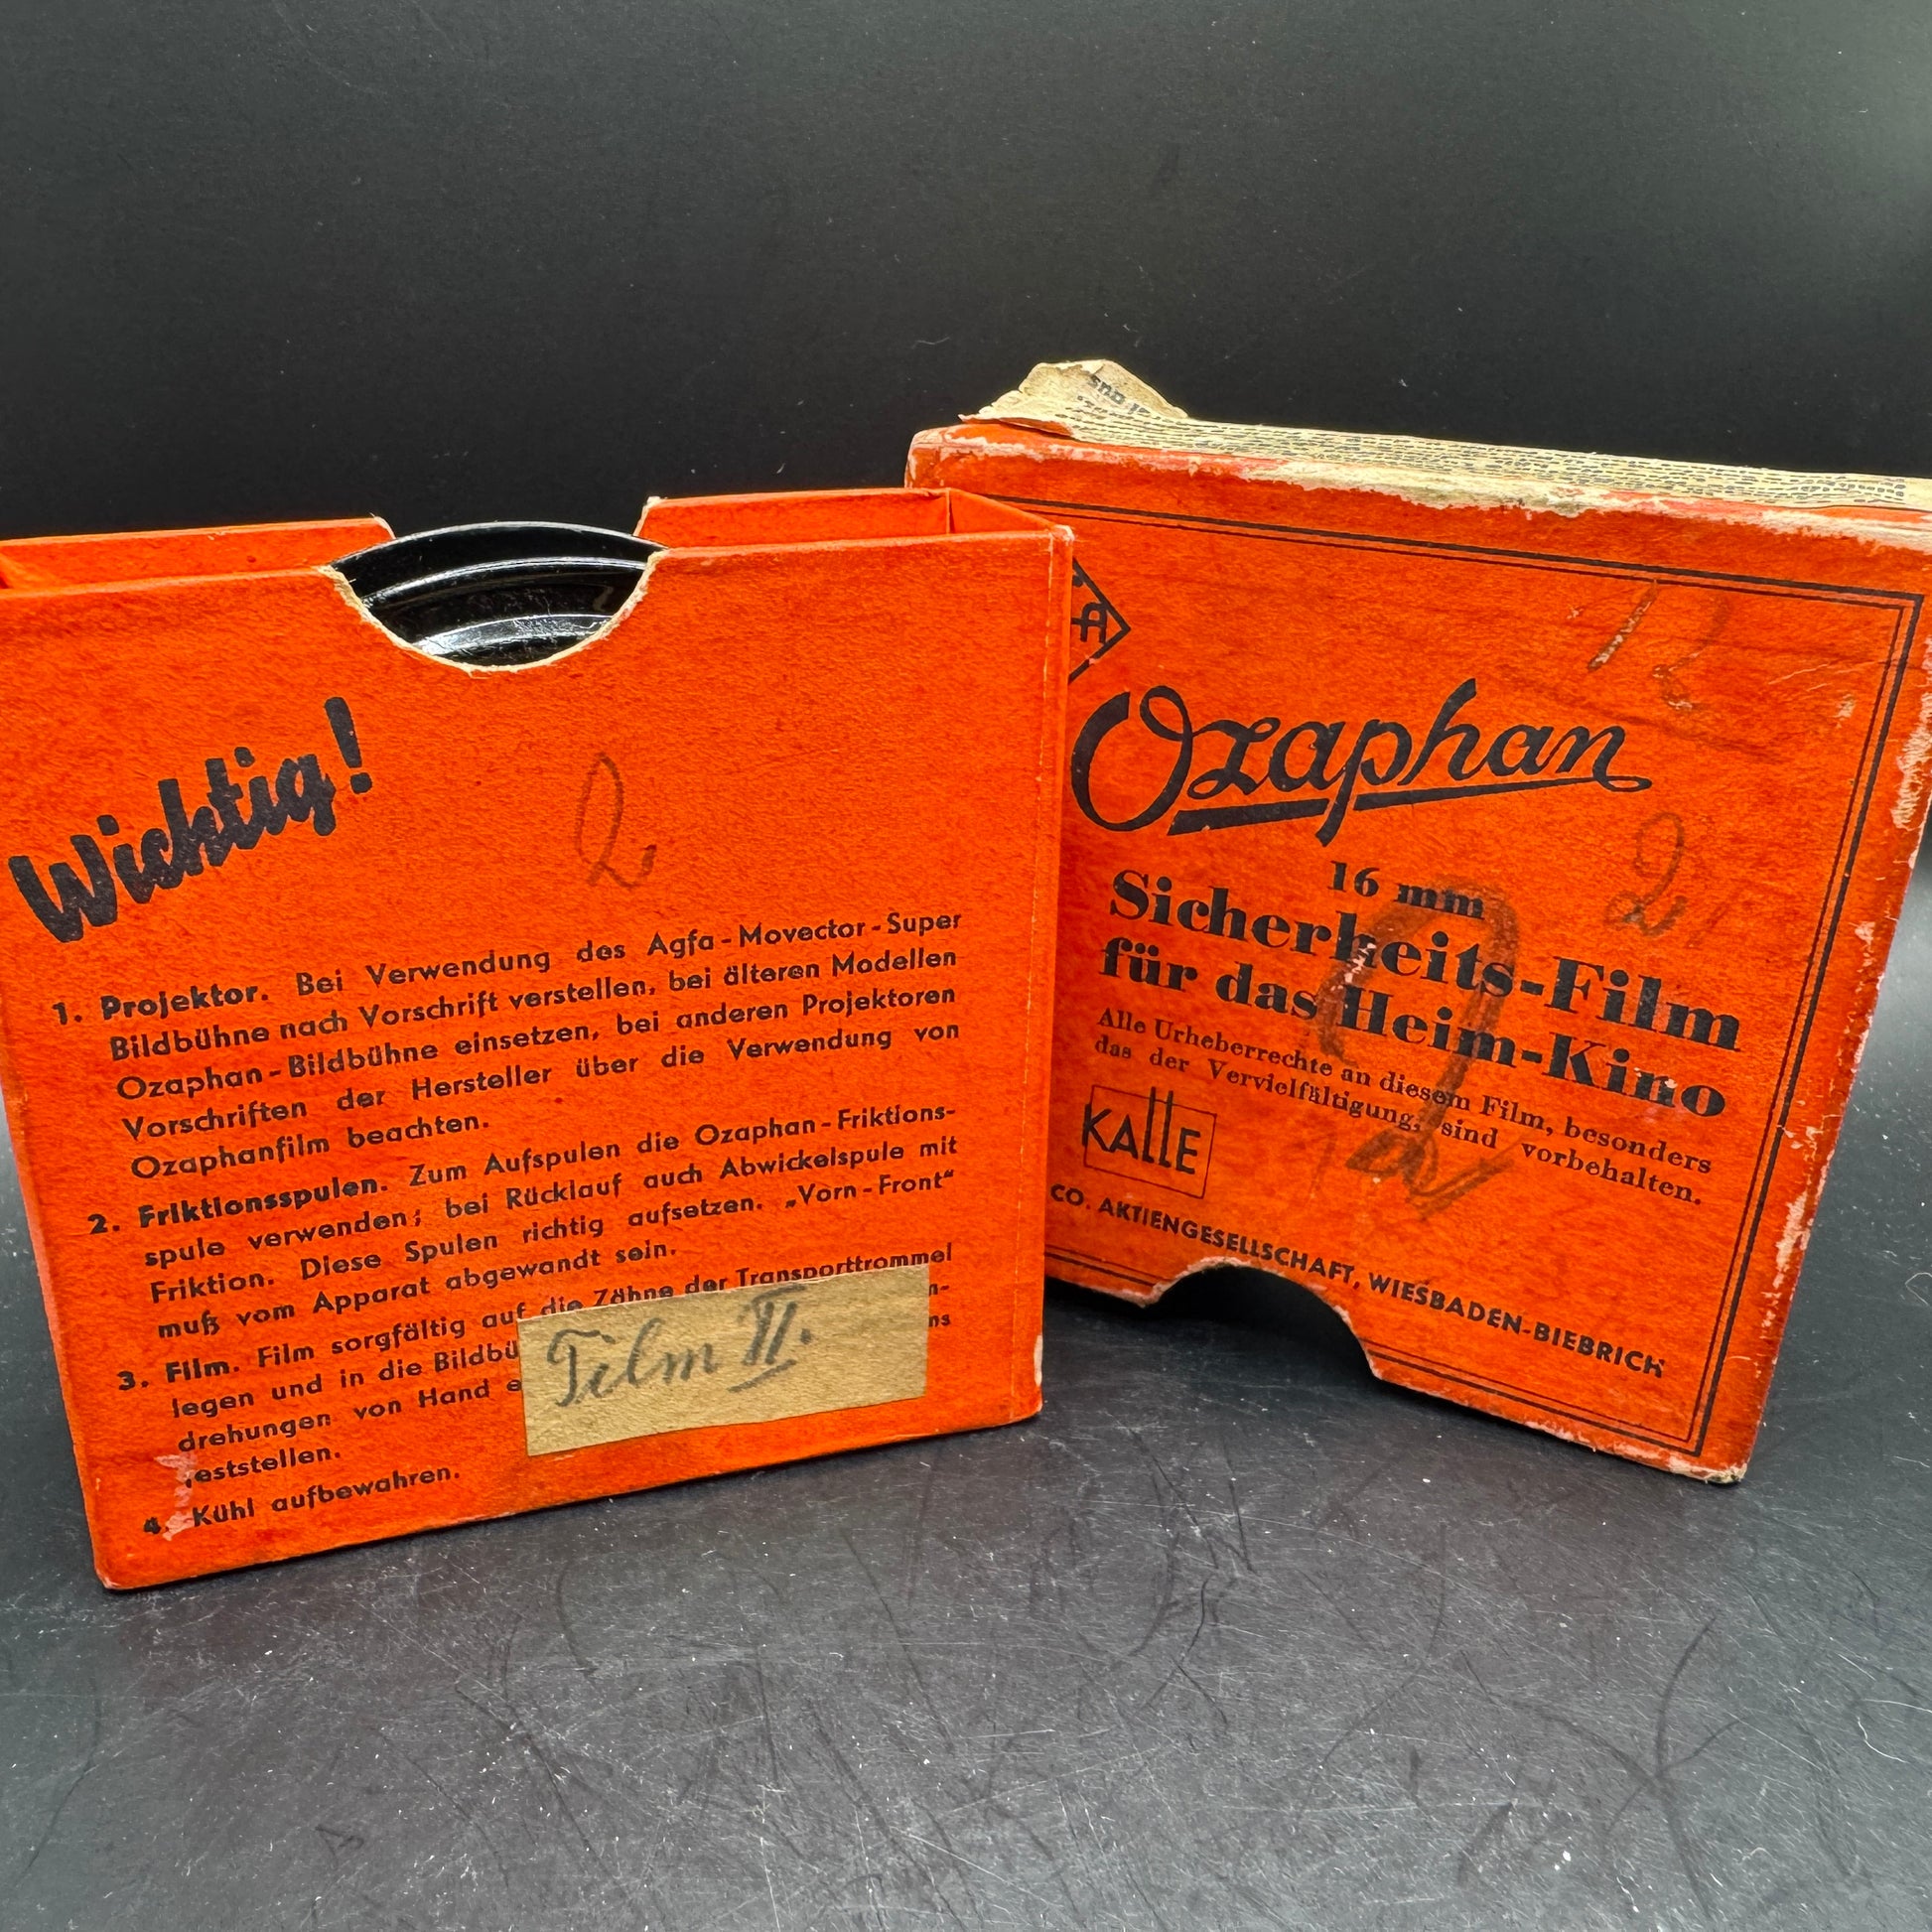 Wichtig!
2
1. Projektor. Bei Verwendung des Agfa-Movector-Super
Bildbühne nach Vorschrift verstellen, bei älteren Modellen
Ozaphan-Bildbühne einsetzen, bei anderen Projektoren
Vorschriften der Hersteller über die Verwendung von
Ozaphanfilm beachten.
2. Friktionsspulen. Zum Aufspulen die Ozaphan-Friktions-
spule verwenden; bei Rücklauf auch Abwickelspule mit
Friktion. Diese Spulen richtig aufsetzen. „Vorn-Front“
muß vom Apparat abgewandt sein.
3. Film. Film sorgfältig auf die Zähne der Transporttrommel
legen und in die Bildbü
drehungen von Hand
eststellen.
4. Kühl aufbewahren.
Film II.
12
Ozaphan
2
16 mm
Sicherheits-Film
für das Heim-Kino
Alle Urheberrechte an diesem Film, besonders
das der Vervielfältigung, sind vorbehalten.
KALLE
CO. AKTIENGESELLSCHAFT, WIESBADEN-BIEBRICH